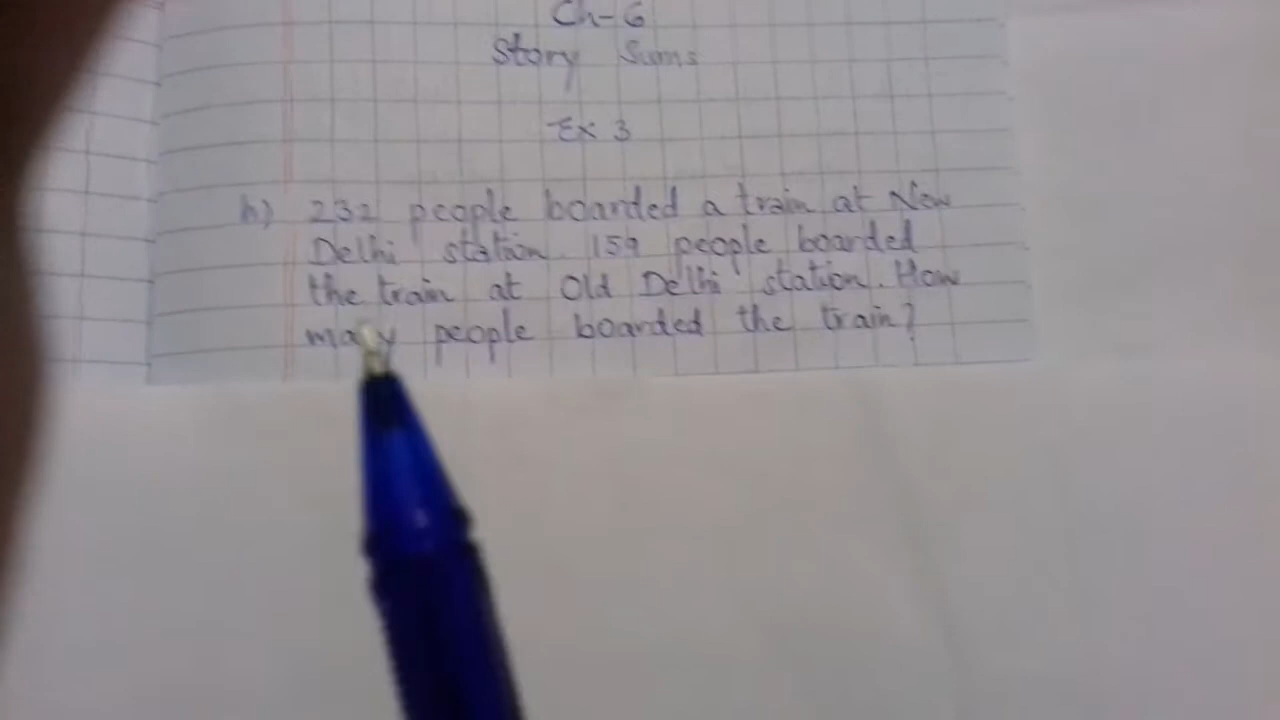 Ch-6
Story Sums
Ex 3
h) 232 people boarded a train at New
Delhi station. 159 people boarded
the train at Old Delhi station. How
many people boarded the train?